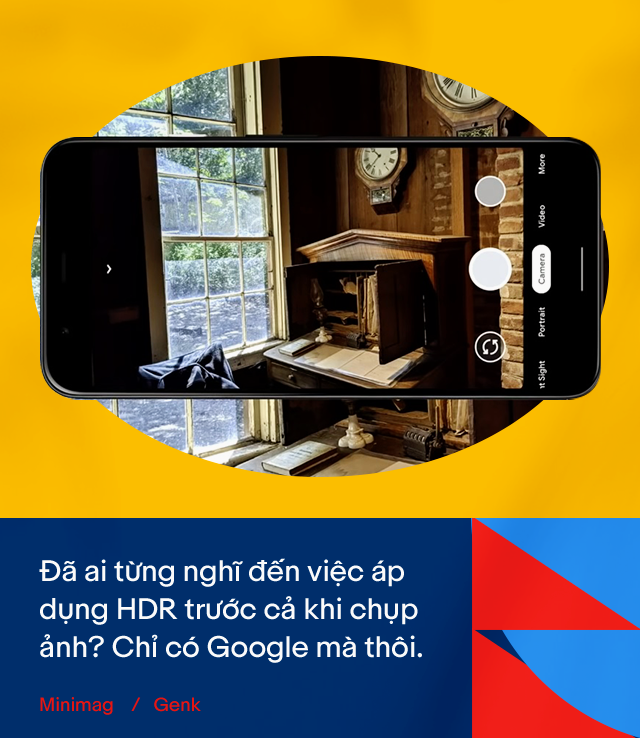 More
Video
Camera
Portrait
ht Sight
Đã ai từng nghĩ đến việc áp
dụng HDR trước cả khi chụp
ảnh? Chỉ có Google mà thôi.
Minimag / Genk